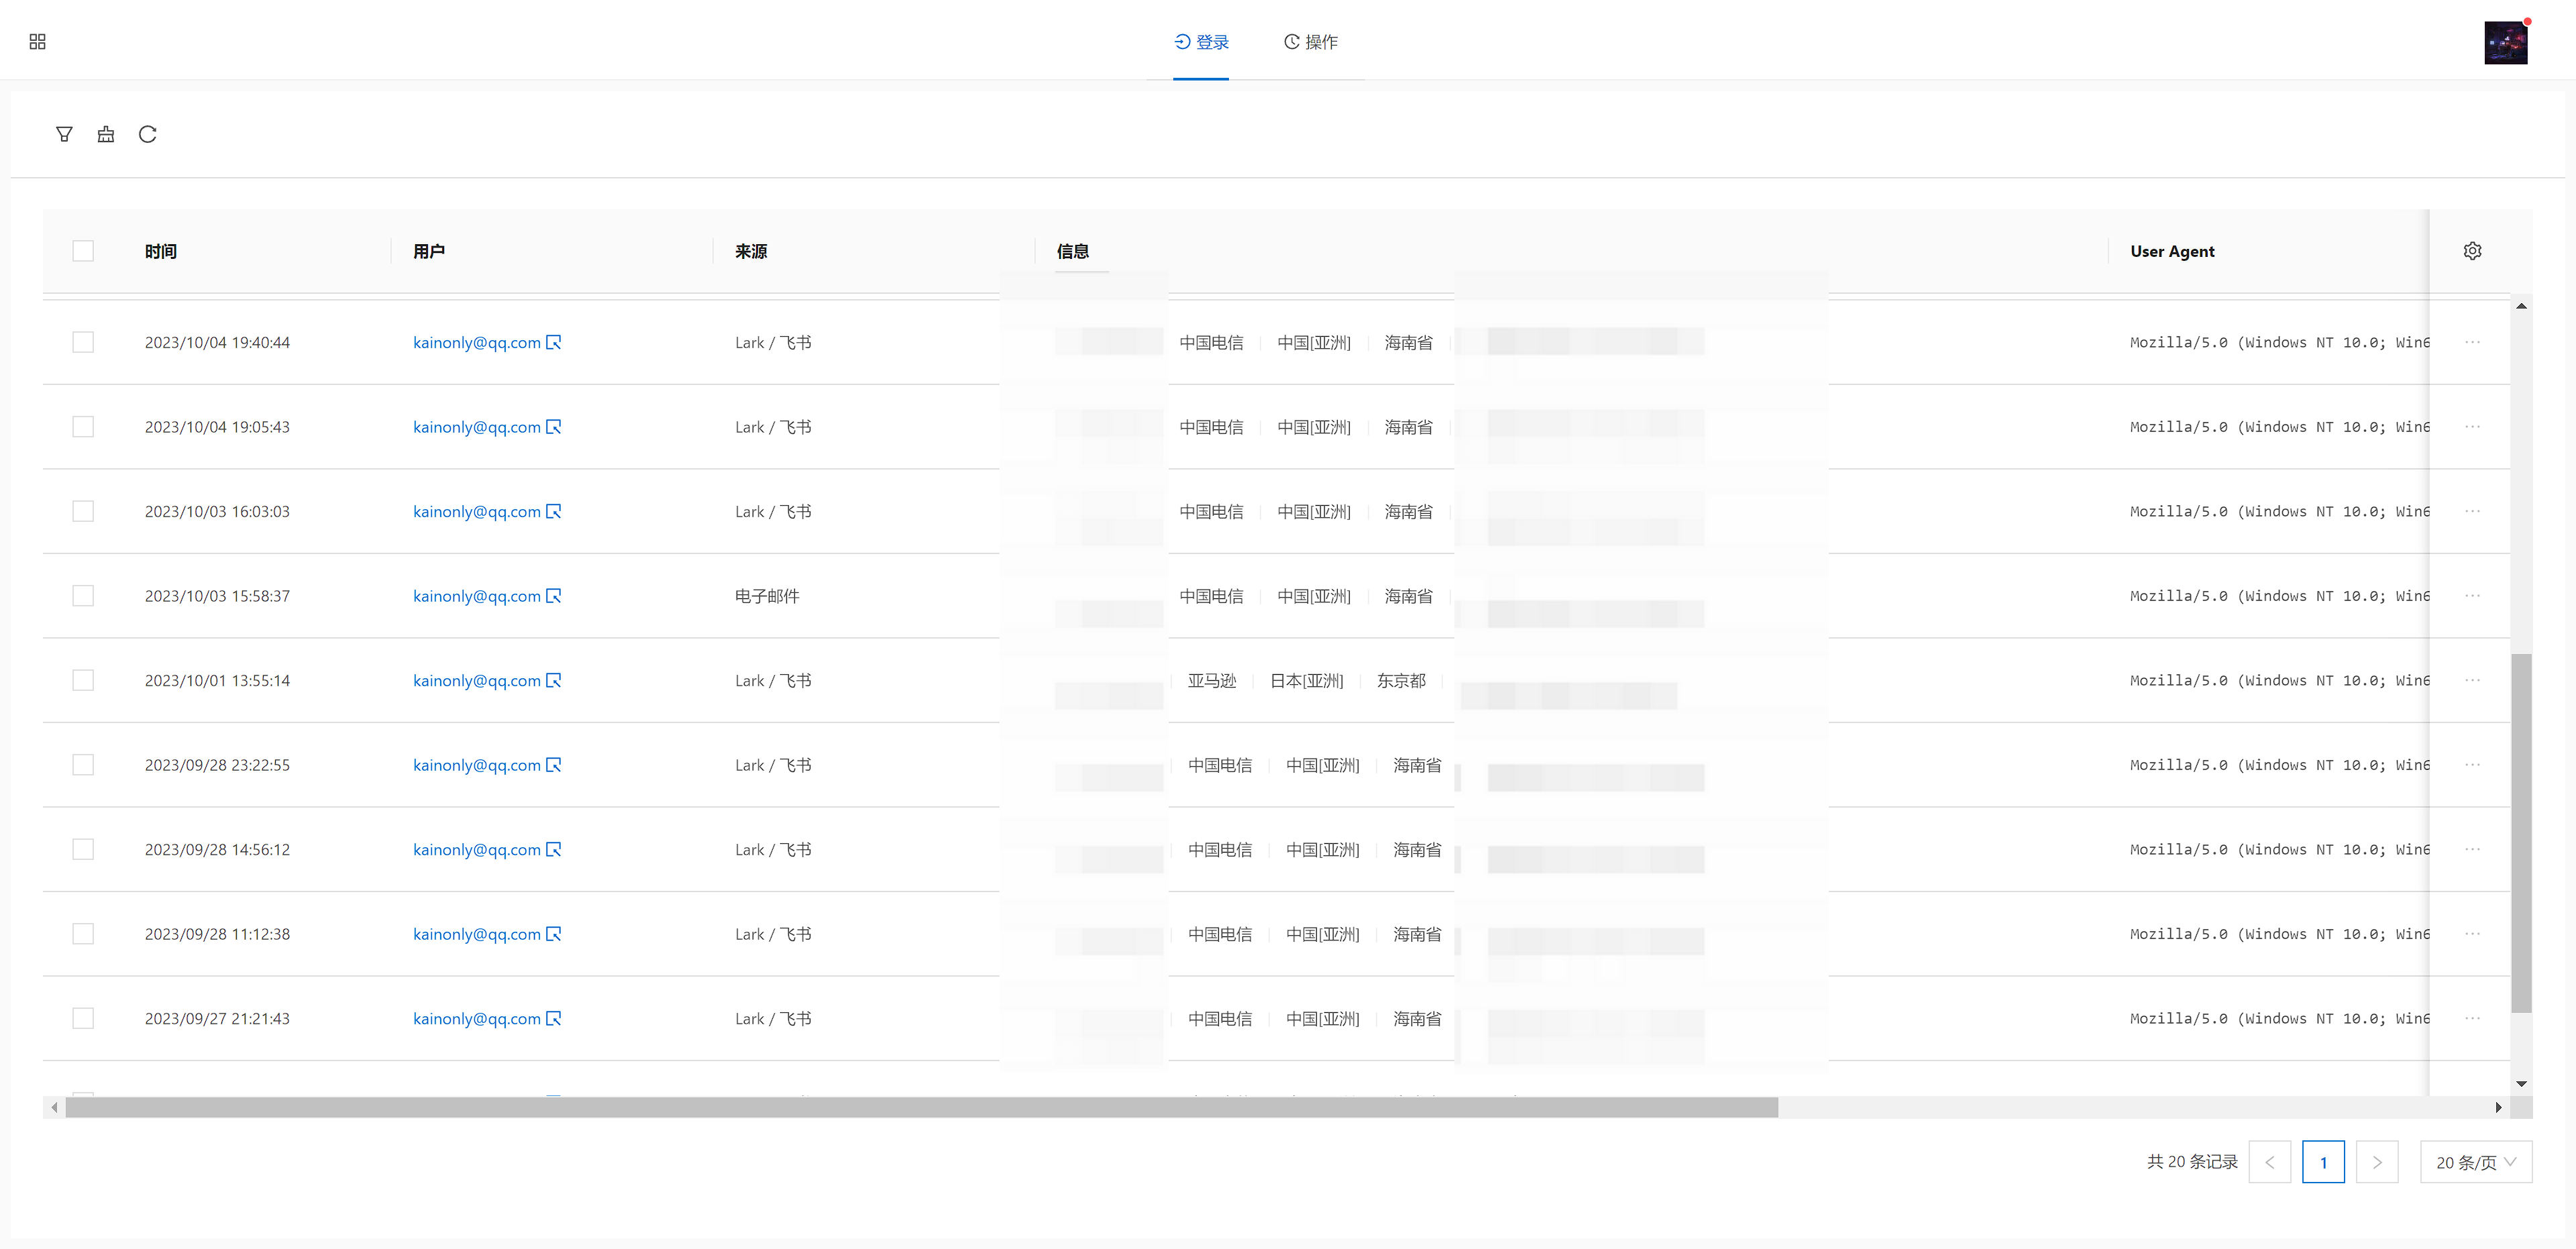 登录 操作
时间 用户 来源 信息 User Agent
2023/10/04 19:40:44 kainonly@qq.com Lark / 飞书 中国电信 中国[亚洲] 海南省 Mozilla/5.0 (Windows NT 10.0; Win6
2023/10/04 19:05:43 kainonly@qq.com Lark / 飞书 中国电信 中国[亚洲] 海南省 Mozilla/5.0 (Windows NT 10.0; Win6
2023/10/03 16:03:03 kainonly@qq.com Lark / 飞书 中国电信 中国[亚洲] 海南省 Mozilla/5.0 (Windows NT 10.0; Win6
2023/10/03 15:58:37 kainonly@qq.com 电子邮件 中国电信 中国[亚洲] 海南省 Mozilla/5.0 (Windows NT 10.0; Win6
2023/10/01 13:55:14 kainonly@qq.com Lark / 飞书 亚马逊 日本[亚洲] 东京都 Mozilla/5.0 (Windows NT 10.0; Win6
2023/09/28 23:22:55 kainonly@qq.com Lark / 飞书 中国电信 中国[亚洲] 海南省 Mozilla/5.0 (Windows NT 10.0; Win6
2023/09/28 14:56:12 kainonly@qq.com Lark / 飞书 中国电信 中国[亚洲] 海南省 Mozilla/5.0 (Windows NT 10.0; Win6
2023/09/28 11:12:38 kainonly@qq.com Lark / 飞书 中国电信 中国[亚洲] 海南省 Mozilla/5.0 (Windows NT 10.0; Win6
2023/09/27 21:21:43 kainonly@qq.com Lark / 飞书 中国电信 中国[亚洲] 海南省 Mozilla/5.0 (Windows NT 10.0; Win6
共 20 条记录 1 20 条/页